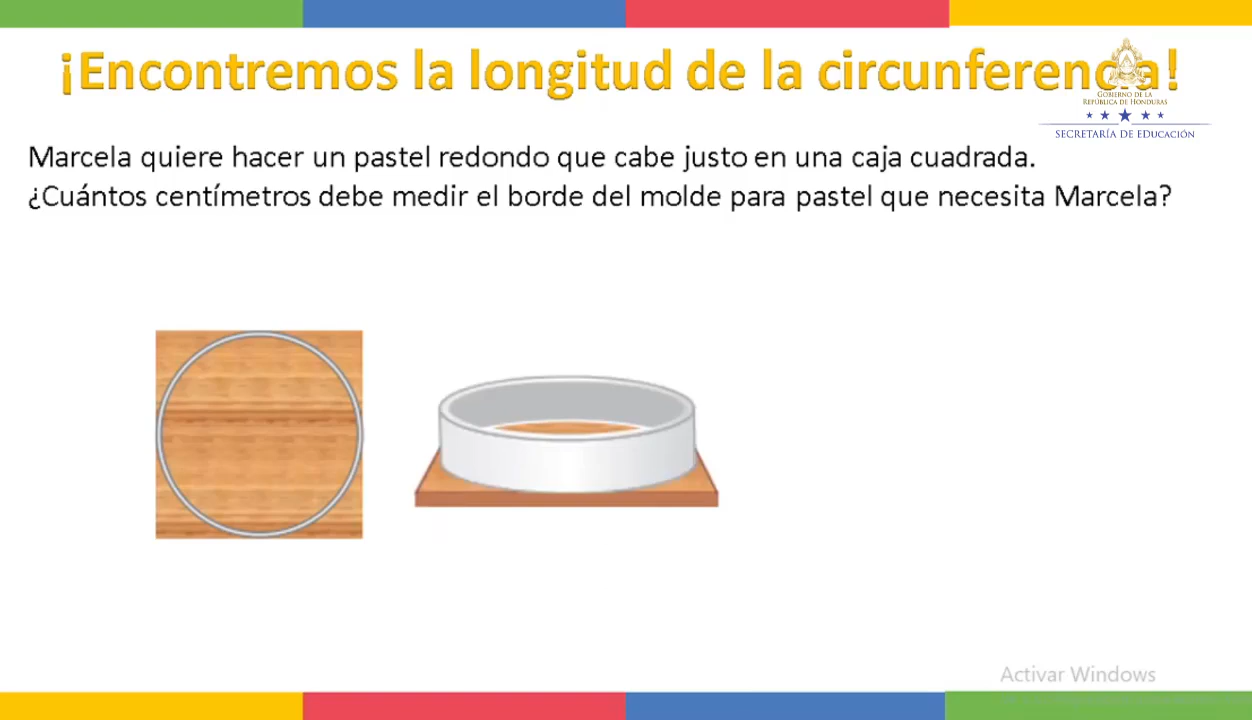 ¡Encontremos la longitud de la circunferencia!
GOBIERNO DE LA
REPÚBLICA DE HONDURAS
SECRETARÍA DE EDUCACIÓN
Marcela quiere hacer un pastel redondo que cabe justo en una caja cuadrada.
¿Cuántos centímetros debe medir el borde del molde para pastel que necesita Marcela?
Activar Windows